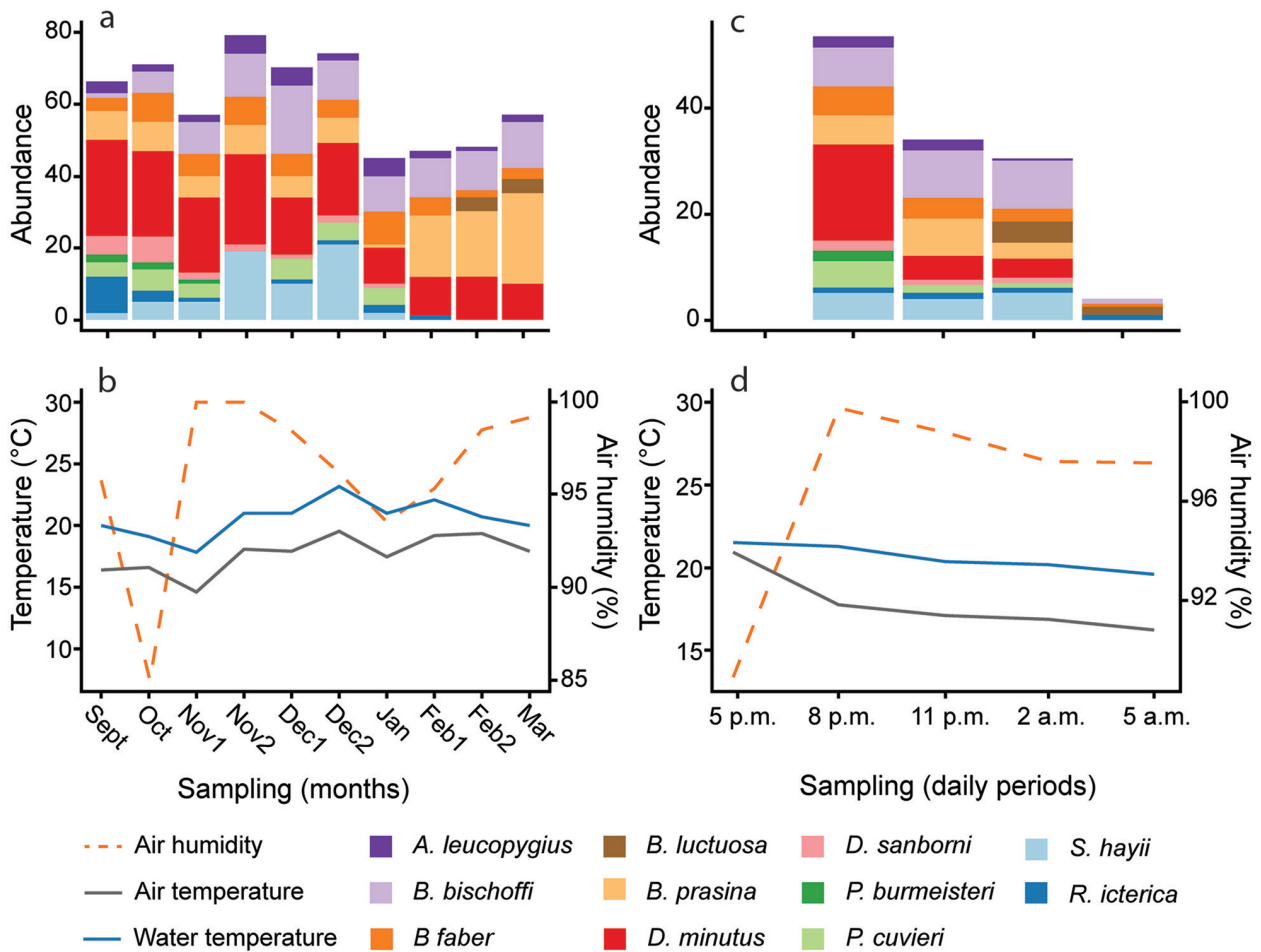 a
Abundance
80
60
40
20
0
c
Abundance
40
20
0
b
Temperature (°C)
30
25
20
15
10
100
95
90
85
Air humidity (%)
Sept
Oct
Nov1
Nov2
Dec1
Dec2
Jan
Feb1
Feb2
Mar
Sampling (months)
d
Temperature (°C)
30
25
20
15
100
96
92
Air humidity (%)
5 p.m.
8 p.m.
11 p.m.
2 a.m.
5 a.m.
Sampling (daily periods)
Air humidity
Air temperature
Water temperature
A. leucopygius
B. bischoffi
B faber
B. luctuosa
B. prasina
D. minutus
D. sanborni
P. burmeisteri
P. cuvieri
S. hayii
R. icterica